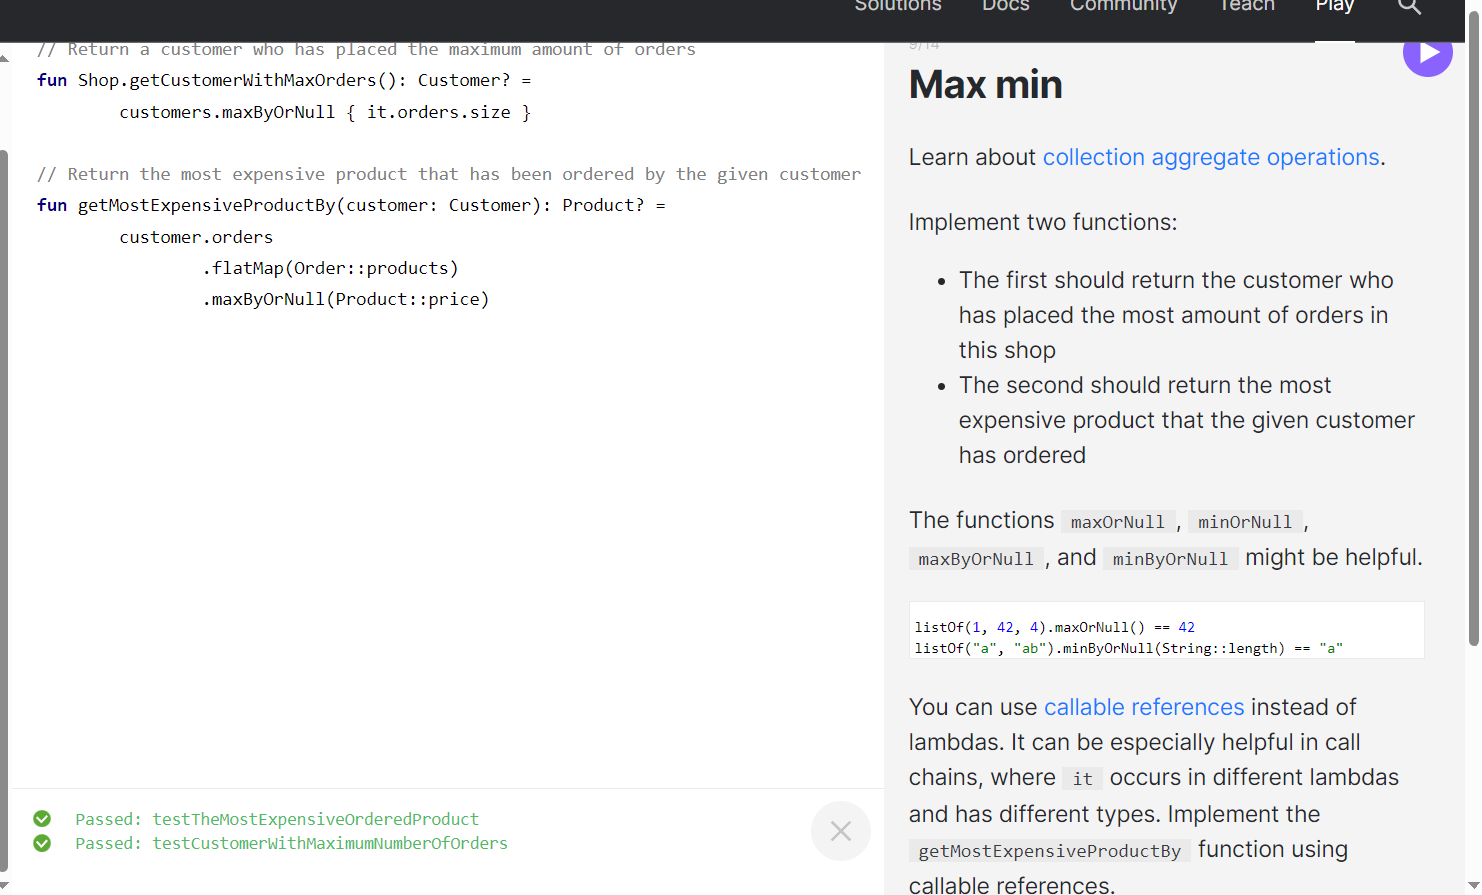 Solutions Docs Community Teach Play
// Return a customer who has placed the maximum amount of orders
fun Shop.getCustomerWithMaxOrders(): Customer? =
customers.maxByOrNull { it.orders.size }
// Return the most expensive product that has been ordered by the given customer
fun getMostExpensiveProductBy(customer: Customer): Product? =
customer.orders
.flatMap(Order::products)
.maxByOrNull(Product::price)
Passed: testTheMostExpensiveOrderedProduct
Passed: testCustomerWithMaximumNumberOfOrders
9/14
Max min
Learn about collection aggregate operations.
Implement two functions:
• The first should return the customer who
has placed the most amount of orders in
this shop
• The second should return the most
expensive product that the given customer
has ordered
The functions maxOrNull , minOrNull ,
maxByOrNull , and minByOrNull might be helpful.
listOf(1, 42, 4).maxOrNull() == 42
listOf("a", "ab").minByOrNull(String::length) == "a"
You can use callable references instead of
lambdas. It can be especially helpful in call
chains, where it occurs in different lambdas
and has different types. Implement the
getMostExpensiveProductBy function using
callable references.